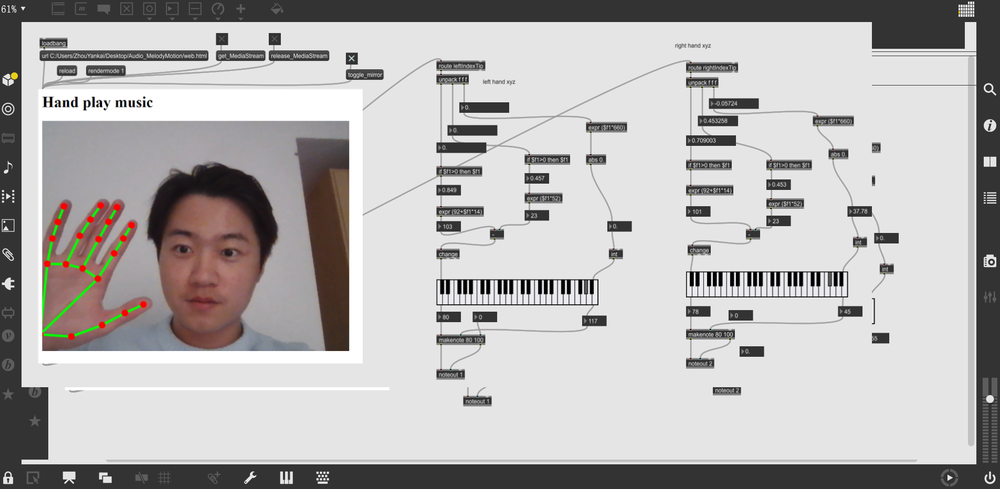 61%
loadbang
url C:/Users/ZhouYankai/Desktop/Audio_MelodyMotion/web.html
get_MediaStream
release_MediaStream
reload
rendermode 1
toggle_mirror
Hand play music
route leftIndexTip
unpack f f f
left hand xyz
0.
0.
0.
expr ($f1*660)
if $f1>0 then $f1
abs 0.
if $f1>0 then $f1
0.457
0.849
expr ($f1*52)
expr (92+$f1*14)
23
103
-
0.
change
int
80
0
117
makenote 80 100
noteout 1
noteout 1
right hand xyz
route rightIndexTip
unpack f f f
-0.05724
0.453258
expr ($f1*660)
0.709003
abs 0.
if $f1>0 then $f1
if $f1>0 then $f1
0.453
expr (92+$f1*14)
expr ($f1*52)
101
37.78
23
-
0.
int
change
int
78
0
45
makenote 80 100
0.
noteout 2
noteout 2
60)
55